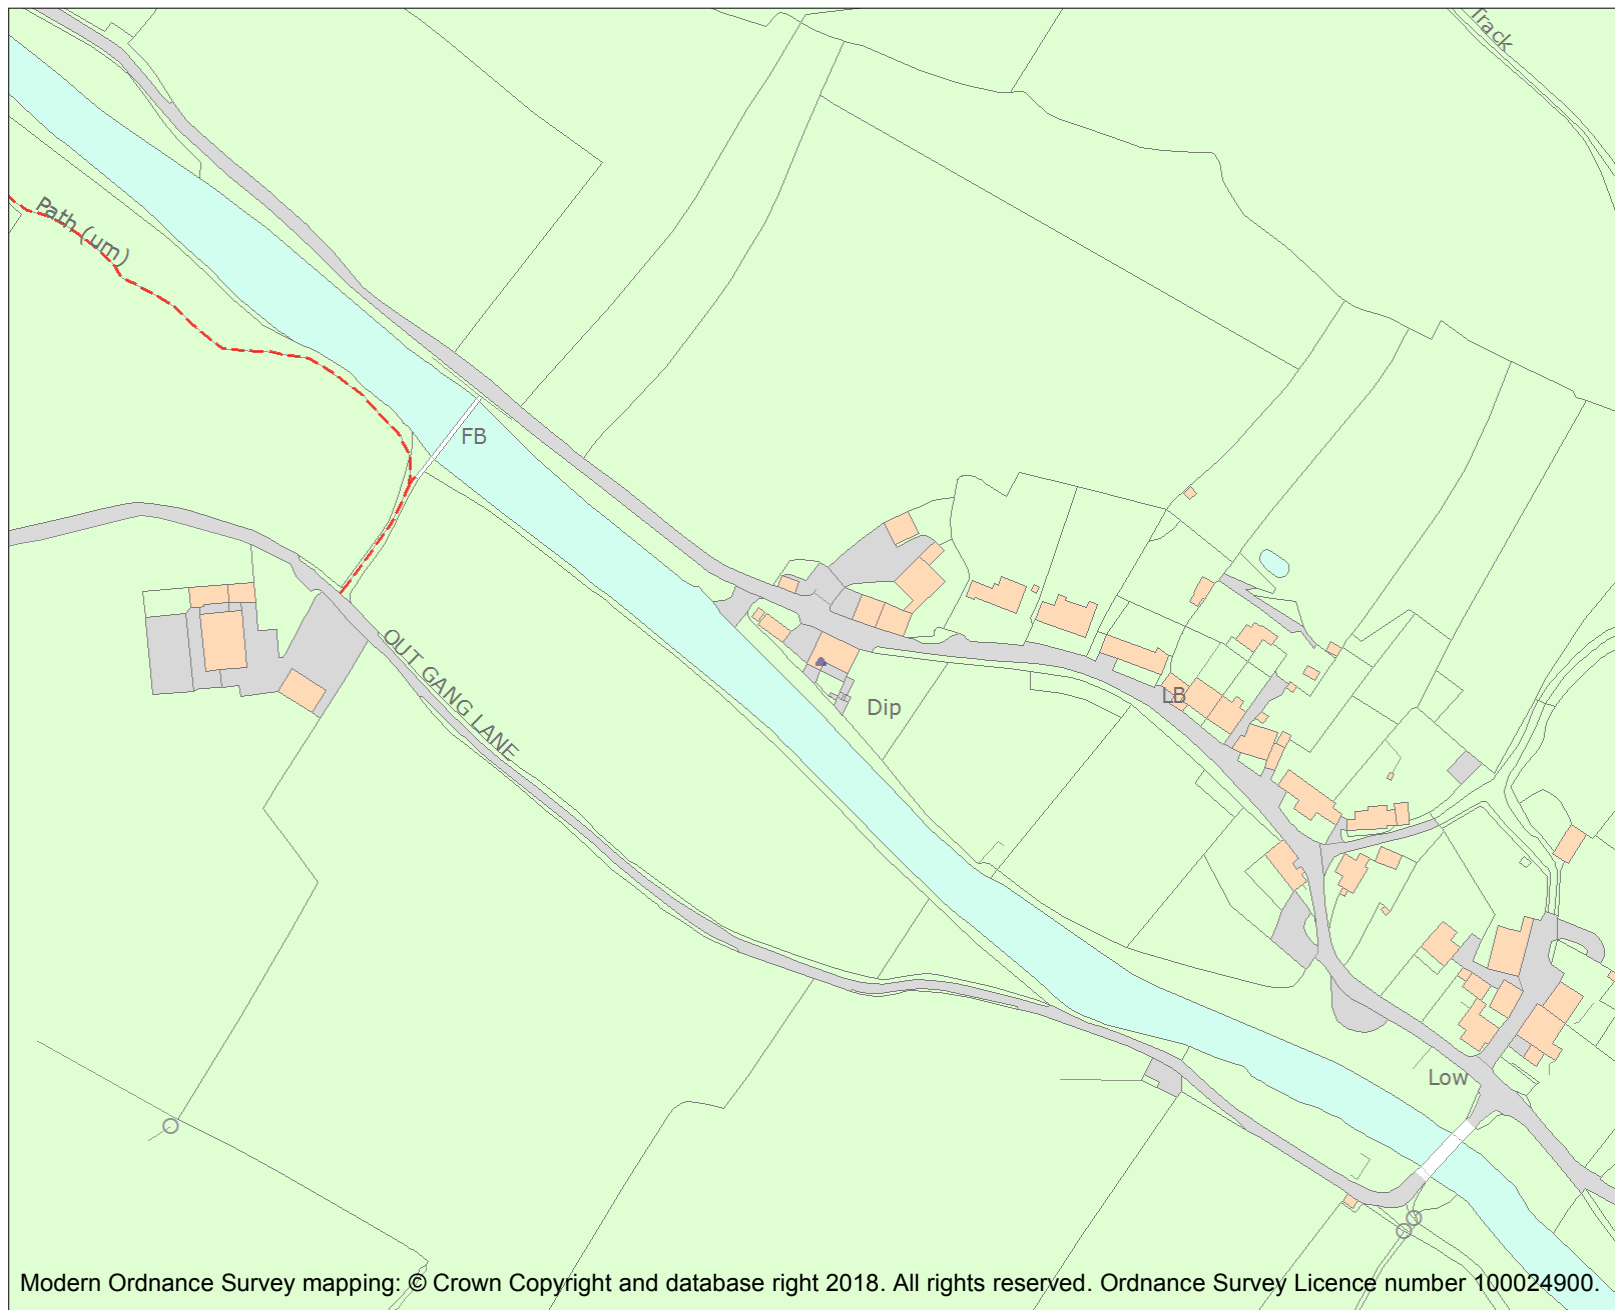 Track
Path (um)
FB
OUT GANG LANE
LB
Dip
Low
Modern Ordnance Survey mapping: © Crown Copyright and database right 2018. All rights reserved. Ordnance Survey Licence number 100024900.